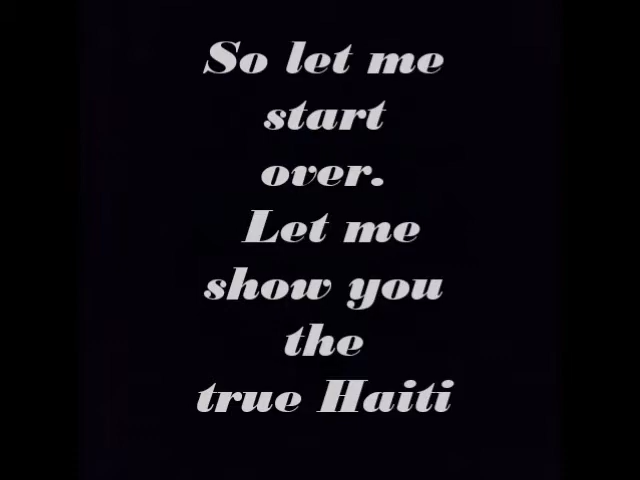 So let me
start
over.
Let me
show you
the
true Haiti